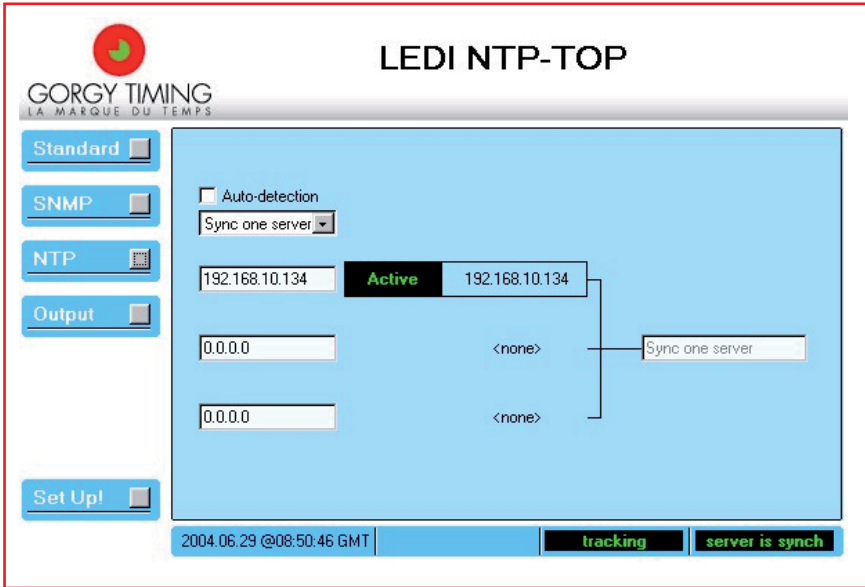 LEDI NTP-TOP
GORGY TIMING
LA MARQUE DU TEMPS
Standard
SNMP
NTP
Output
Set Up!
Auto-detection
Sync one server
192.168.10.134 Active 192.168.10.134
0.0.0.0 <none> Sync one server
0.0.0.0 <none>
2004.06.29 @08:50:46 GMT tracking server is synch